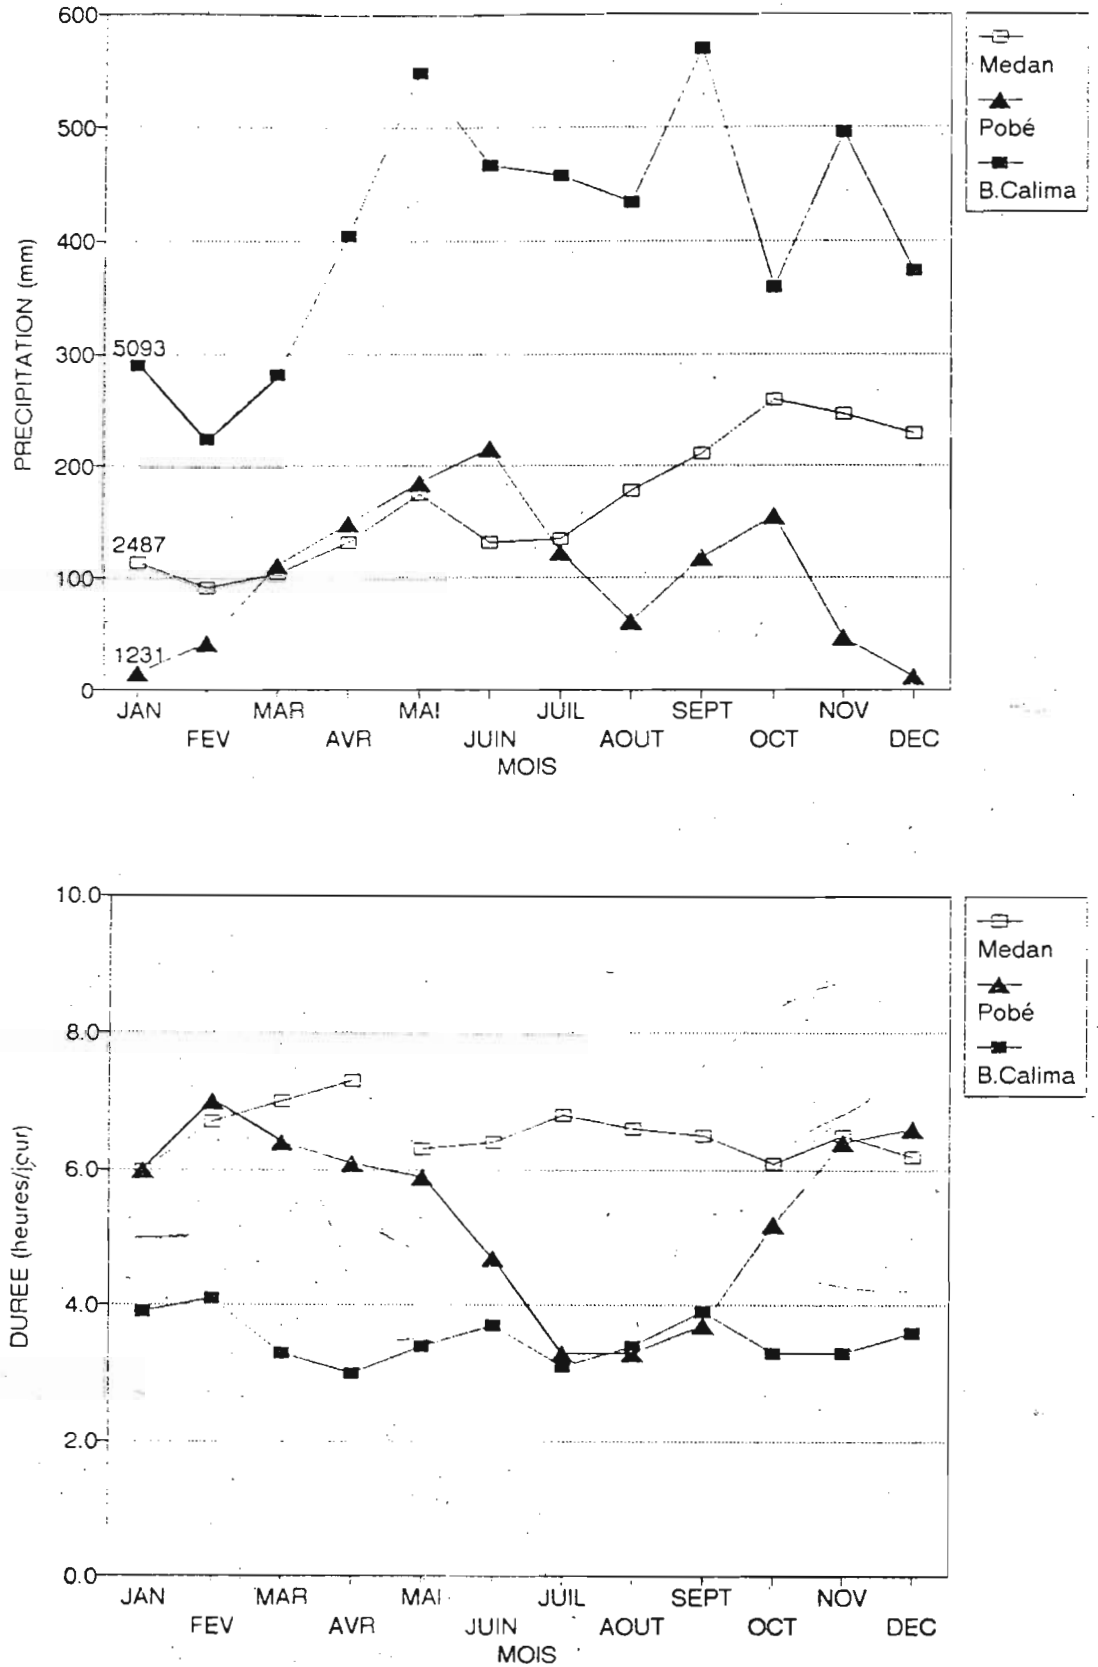 600
500
400
300
200
100
0
PRECIPITATION (mm)
5093
2487
1231
JAN
FEV
MAR
AVR
MAI
JUIN
JUIL
AOUT
SEPT
OCT
NOV
DEC
MOIS
Medan
Pobé
B.Calima
10.0
8.0
6.0
4.0
2.0
0.0
DUREE (heures/jour)
JAN
FEV
MAR
AVR
MAI
JUIN
JUIL
AOUT
SEPT
OCT
NOV
DEC
MOIS
Medan
Pobé
B.Calima